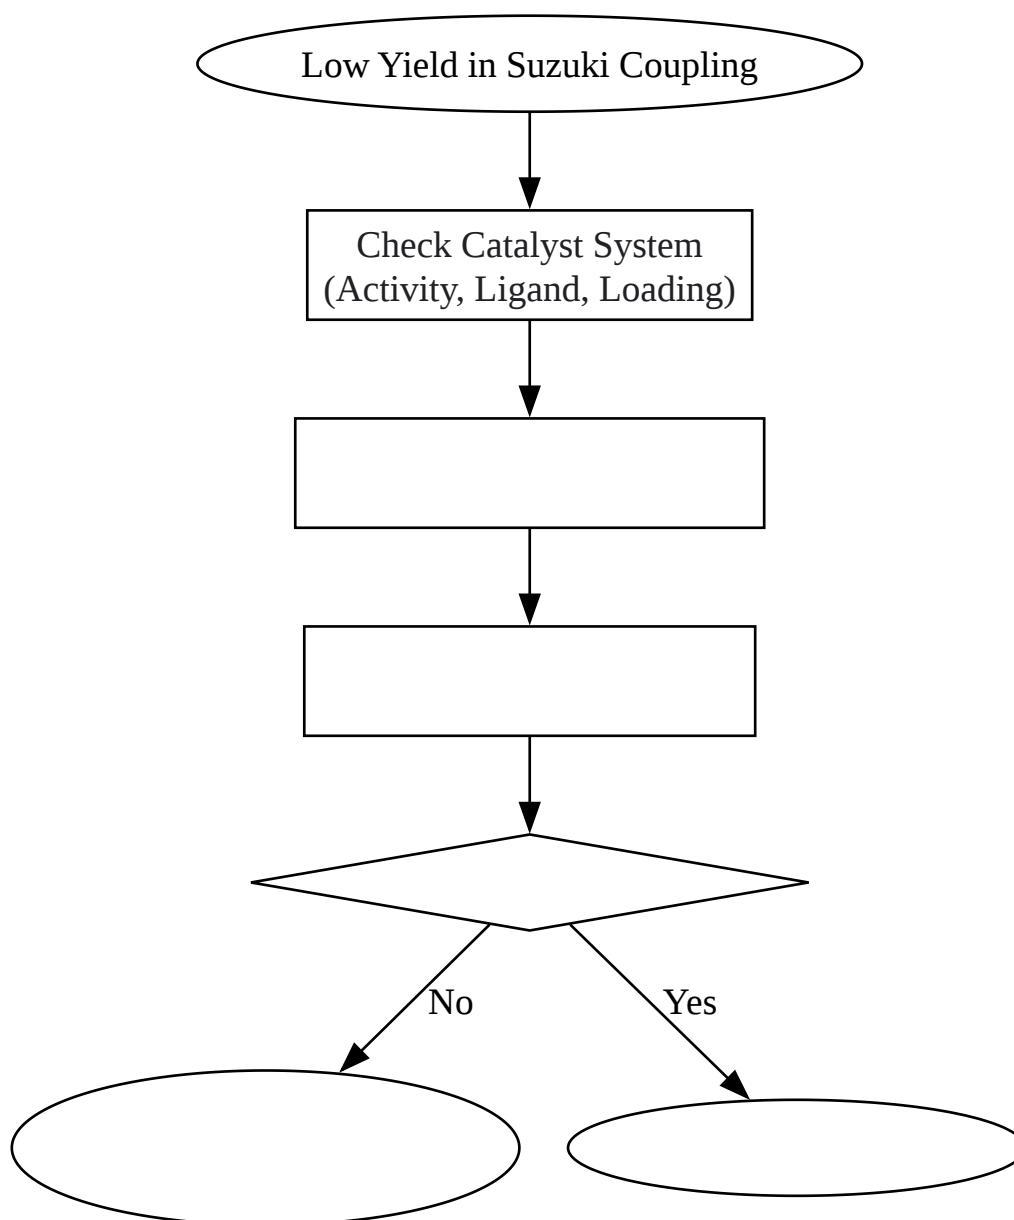 Low Yield in Suzuki Coupling
Check Catalyst System
(Activity, Ligand, Loading)
No
Yes